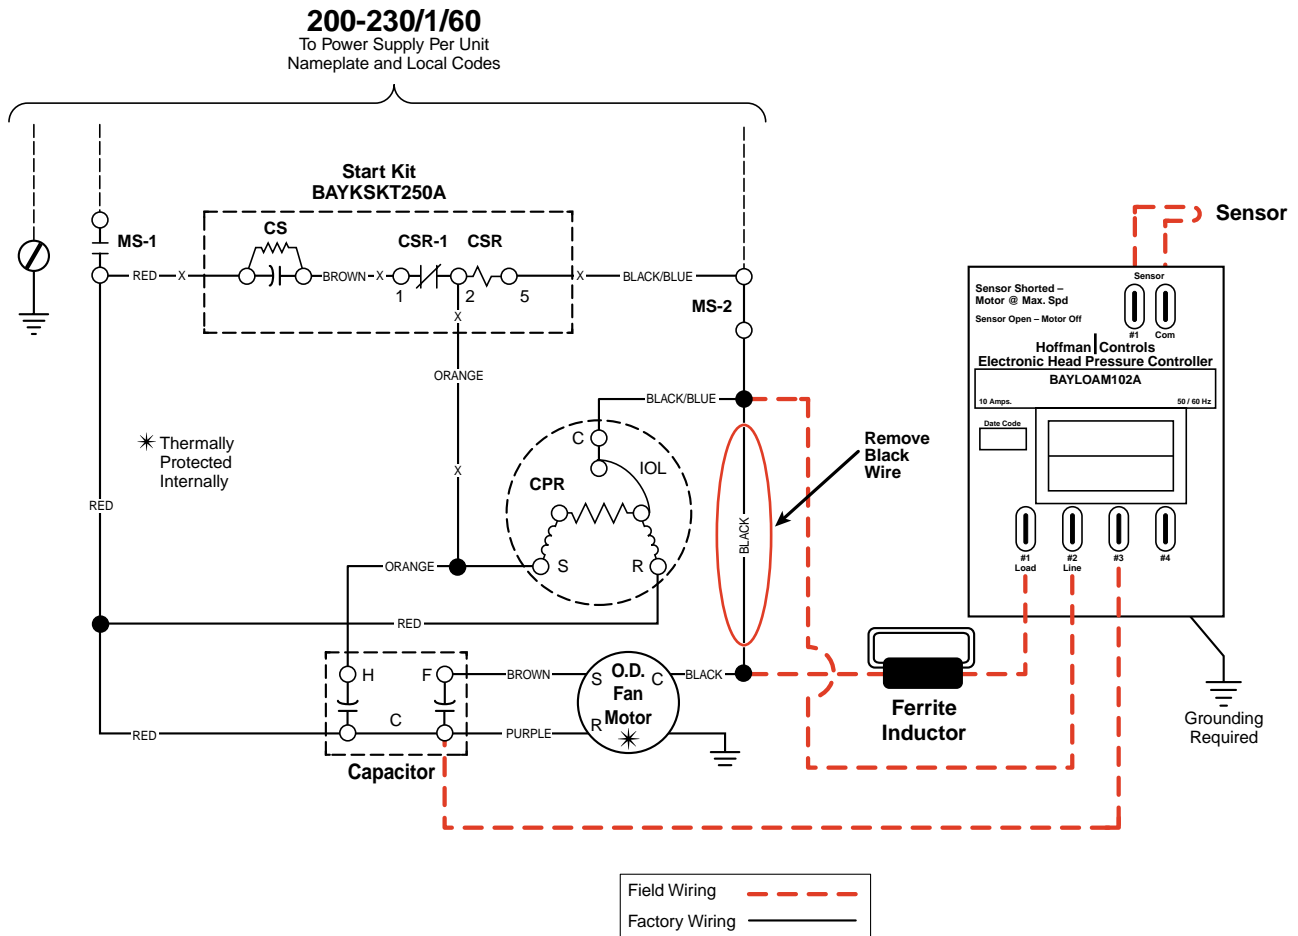 200-230/1/60
To Power Supply Per Unit
Nameplate and Local Codes
Start Kit
BAYKSKT250A
MS-1
CS
CSR-1
CSR
RED
X
BROWN
X
1
2
5
X
BLACK/BLUE
X
MS-2
ORANGE
X
✳ Thermally
Protected
Internally
RED
BLACK/BLUE
C
IOL
CPR
S
R
ORANGE
RED
BLACK
Remove
Black
Wire
H
F
C
Capacitor
RED
BROWN
PURPLE
S
C
R
O.D.
Fan
Motor
✳
BLACK
Ferrite
Inductor
Sensor
Sensor
Sensor Shorted –
Motor @ Max. Spd
Sensor Open – Motor Off
#1
Com
Hoffman Controls
Electronic Head Pressure Controller
BAYLOAM102A
10 Amps.
50 / 60 Hz
Date Code
#1
Load
#2
Line
#3
#4
Grounding
Required
Field Wiring
Factory Wiring